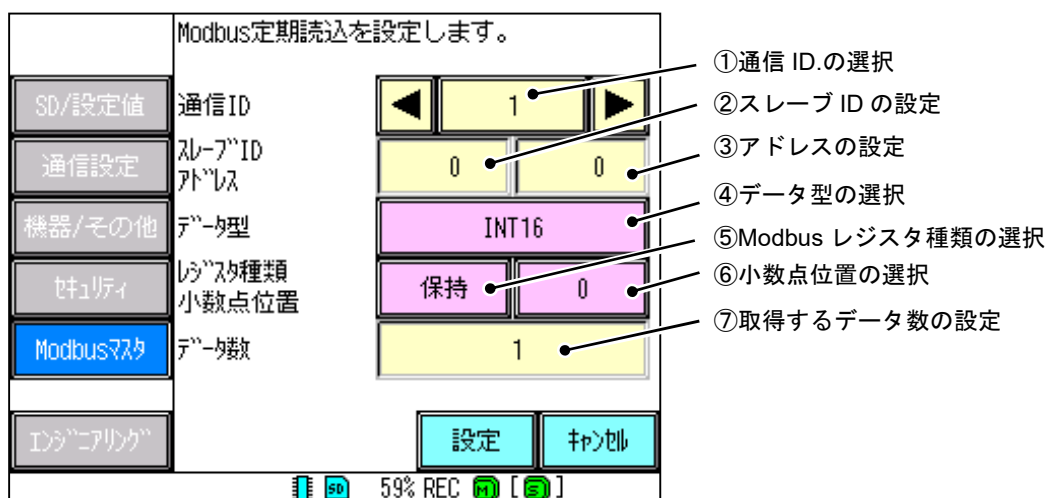 Modbus定期読込を設定します。
SD/設定値
通信ID
1
①通信 ID.の選択
②スレーブ ID の設定
通信設定
ｽﾚｰﾌﾞID
ｱﾄﾞﾚｽ
0
0
③アドレスの設定
④データ型の選択
機器/その他
ﾃﾞｰﾀ型
INT16
⑤Modbus レジスタ種類の選択
ｾｷｭﾘﾃｨ
ﾚｼﾞｽﾀ種類
小数点位置
保持
0
⑥小数点位置の選択
Modbusﾏｽﾀ
ﾃﾞｰﾀ数
1
⑦取得するデータ数の設定
ｴﾝｼﾞﾆｱﾘﾝｸﾞ
設定
ｷｬﾝｾﾙ
SD 59% REC M [S]